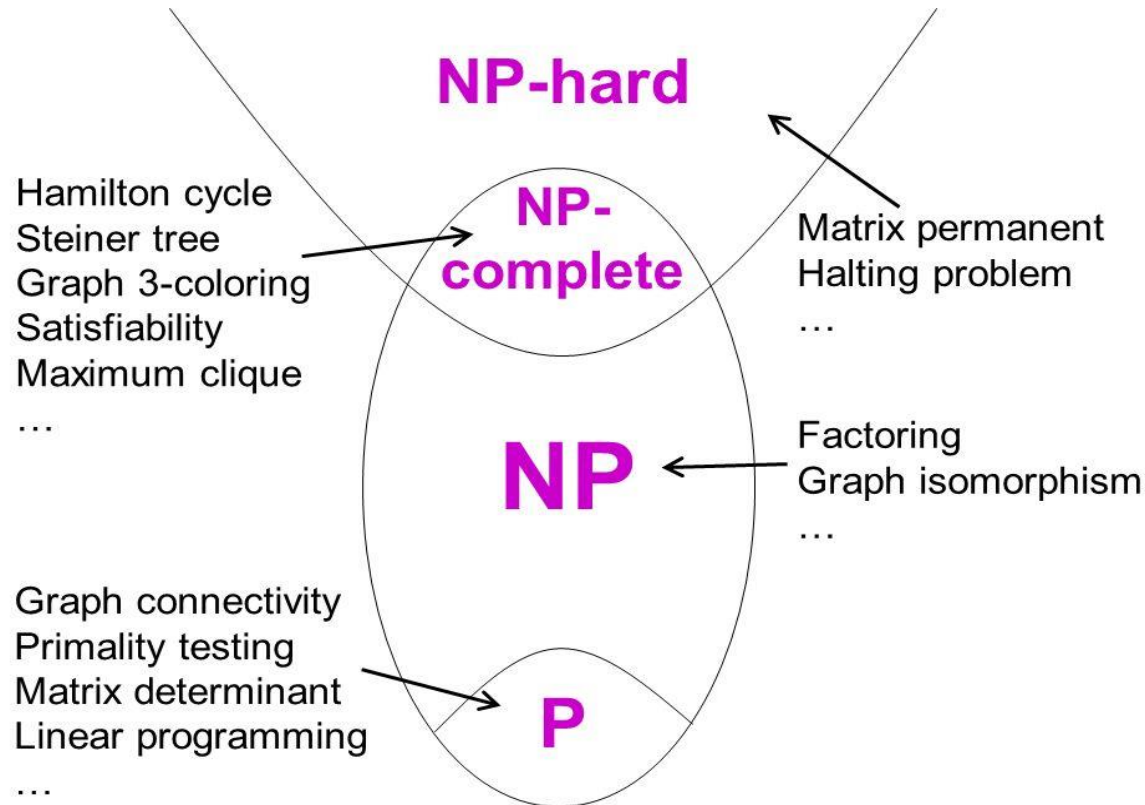 NP-hard
Hamilton cycle
Steiner tree
Graph 3-coloring
Satisfiability
Maximum clique
…
NP-
complete
Matrix permanent
Halting problem
…
NP
Factoring
Graph isomorphism
…
Graph connectivity
Primality testing
Matrix determinant
Linear programming
…
P